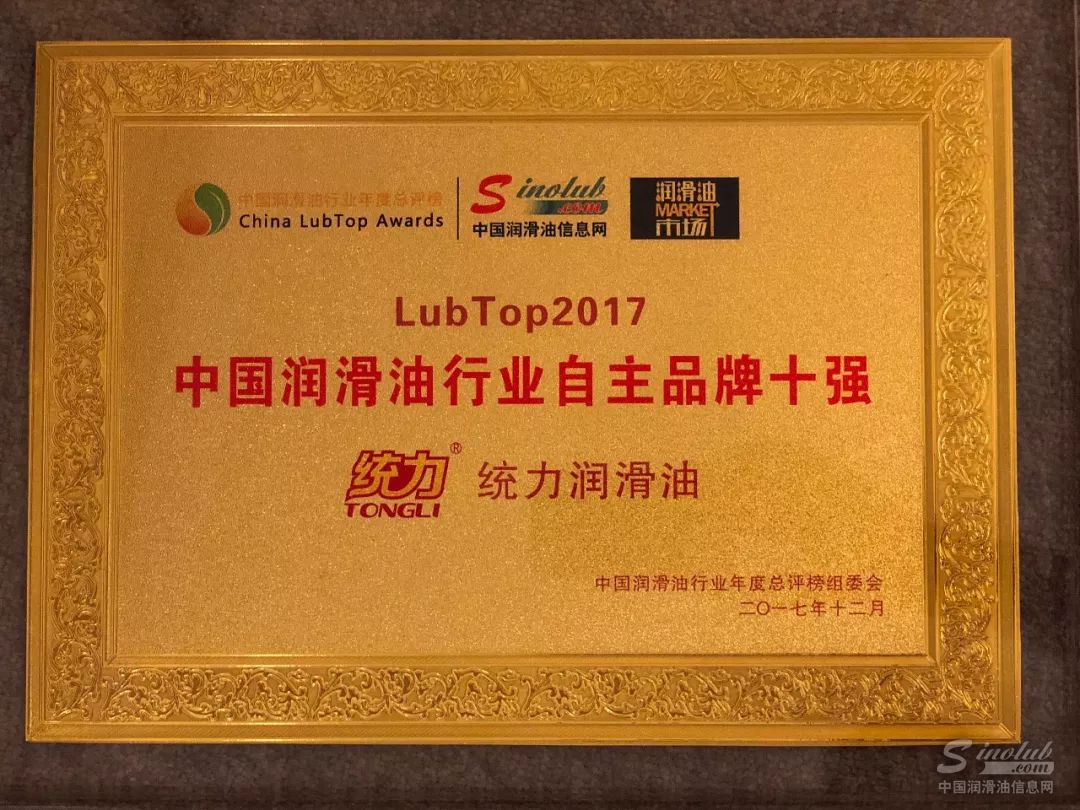 中国润滑油行业年度总评榜
China LubTop Awards
Sinolub
.com
中国润滑油信息网
润滑油
MARKET
市场
LubTop2017
中国润滑油行业自主品牌十强
统力®
TONGLI
统力润滑油
中国润滑油行业年度总评榜组委会
二〇一七年十二月
Sinolub
.com
中国润滑油信息网